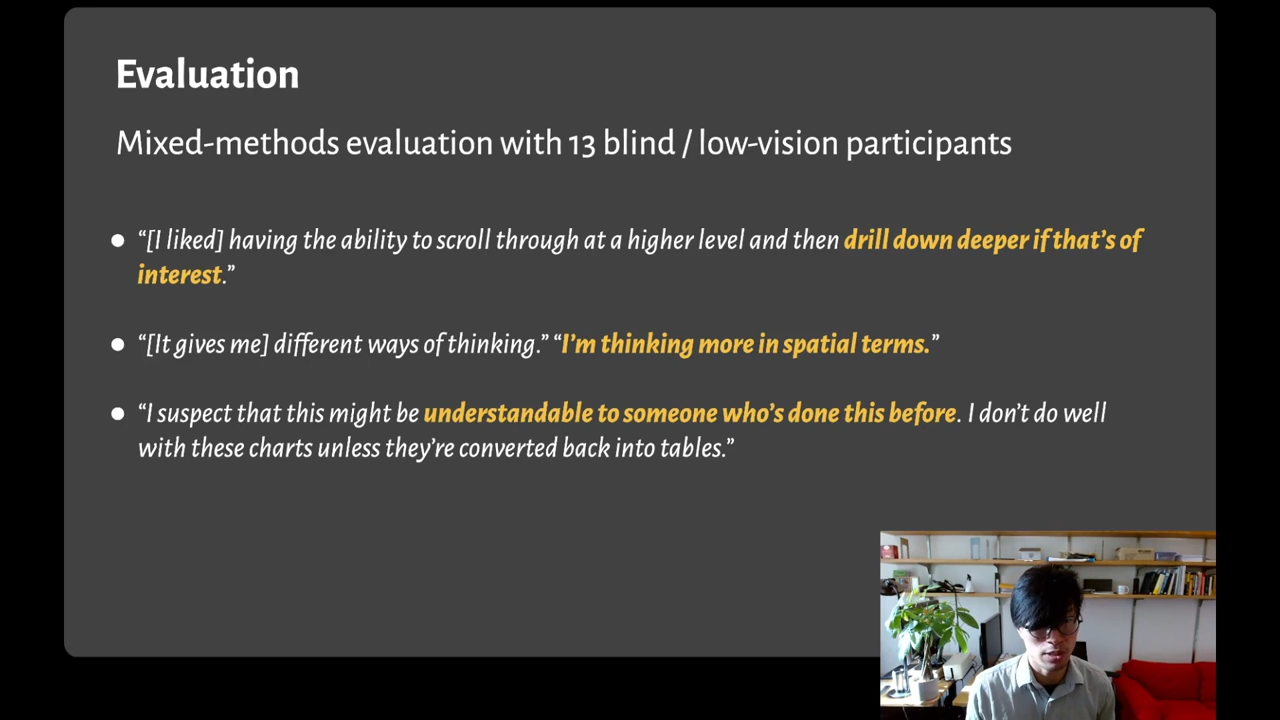 Evaluation
Mixed-methods evaluation with 13 blind / low-vision participants
● “[I liked] having the ability to scroll through at a higher level and then drill down deeper if that’s of
interest.”
● “[It gives me] different ways of thinking.” “I’m thinking more in spatial terms.”
● “I suspect that this might be understandable to someone who’s done this before. I don’t do well
with these charts unless they’re converted back into tables.”